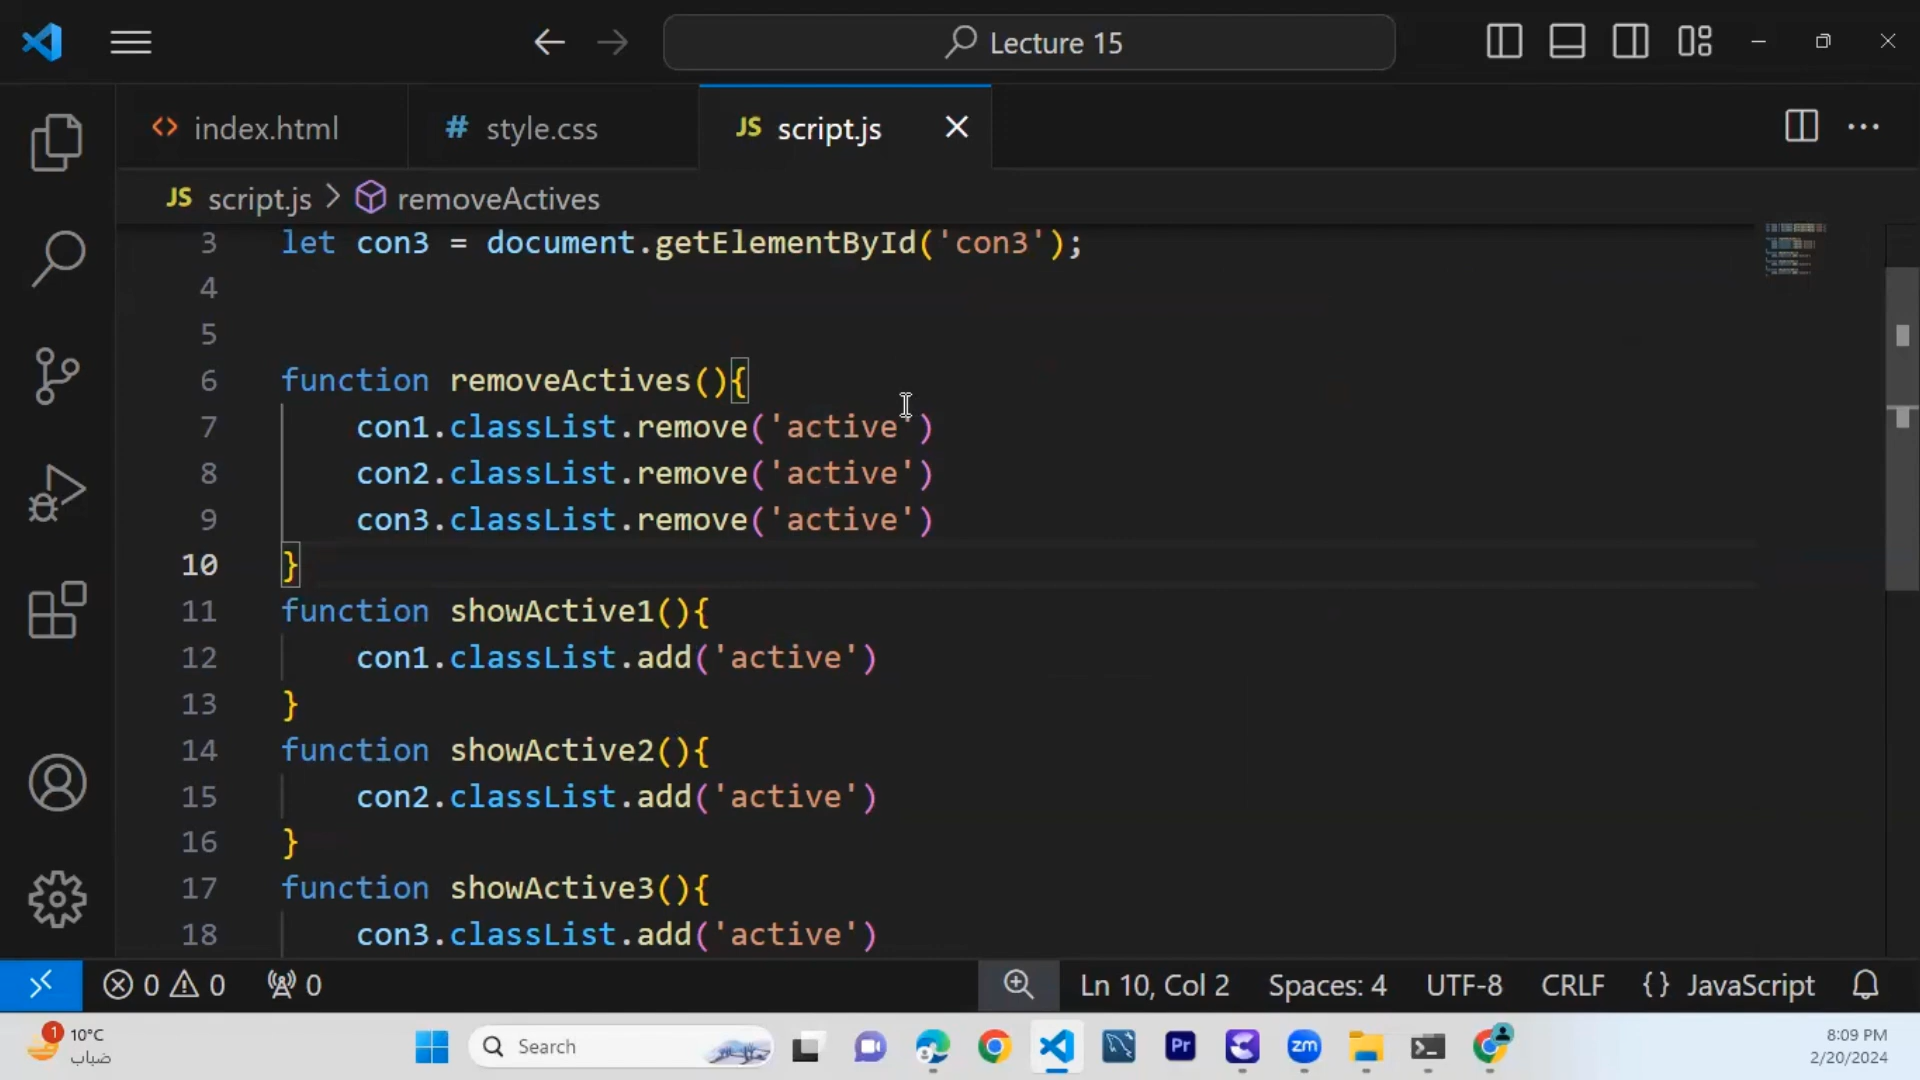 Lecture 15
<> index.html
# style.css
JS script.js
JS script.js > removeActives
3 let con3 = document.getElementById('con3');
4
5
6 function removeActives(){
7 con1.classList.remove('active')
8 con2.classList.remove('active')
9 con3.classList.remove('active')
10 }
11 function showActive1(){
12 con1.classList.add('active')
13 }
14 function showActive2(){
15 con2.classList.add('active')
16 }
17 function showActive3(){
18 con3.classList.add('active')
0 0 0 Ln 10, Col 2 Spaces: 4 UTF-8 CRLF {} JavaScript
1 10°C
ضباب
Search
Pr
zm
8:09 PM
2/20/2024